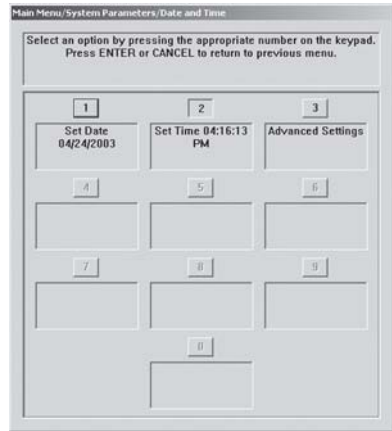 Main Menu/System Parameters/Date and Time
Select an option by pressing the appropriate number on the keypad.
Press ENTER or CANCEL to return to
previous menu.
1
2
3
Set Date
04/24/2003
Set Time 04:16:13
PM
Advanced Settings
4
5
6
7
8
9
0